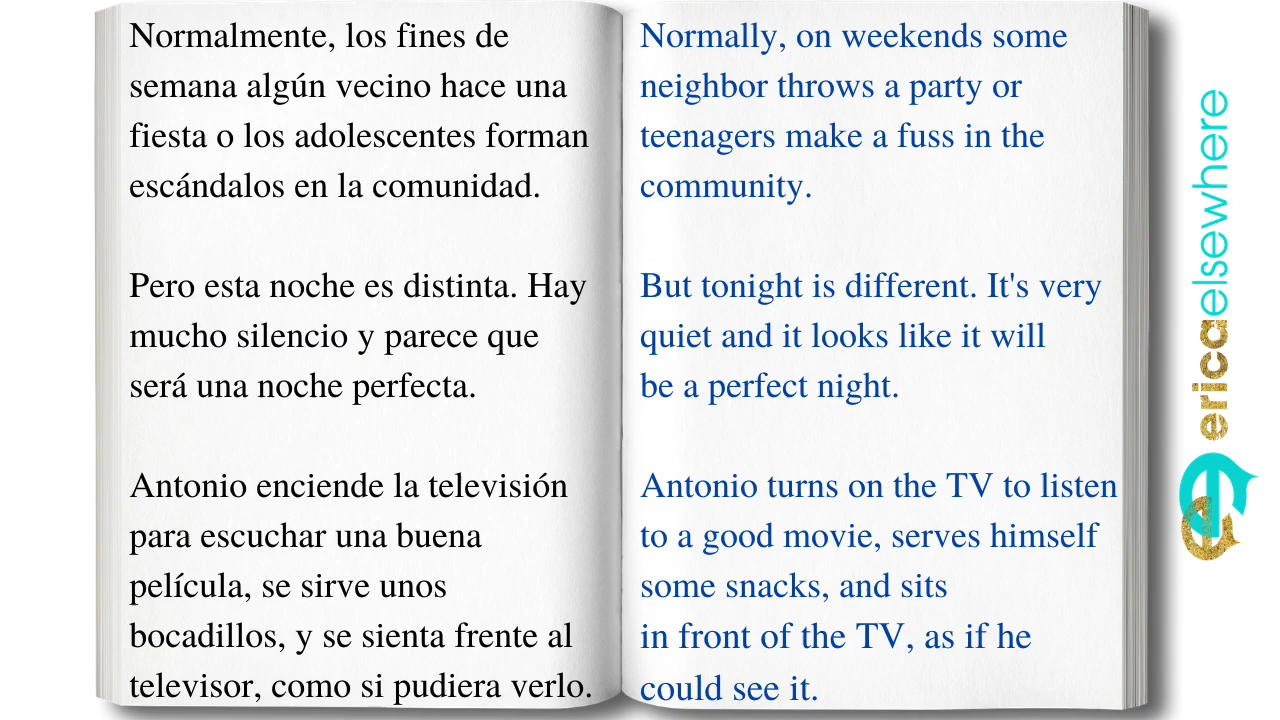 Normalmente, los fines de
semana algún vecino hace una
fiesta o los adolescentes forman
escándalos en la comunidad.
Pero esta noche es distinta. Hay
mucho silencio y parece que
será una noche perfecta.
Antonio enciende la televisión
para escuchar una buena
película, se sirve unos
bocadillos, y se sienta frente al
televisor, como si pudiera verlo.
Normally, on weekends some
neighbor throws a party or
teenagers make a fuss in the
community.
But tonight is different. It's very
quiet and it looks like it will
be a perfect night.
Antonio turns on the TV to listen
to a good movie, serves himself
some snacks, and sits
in front of the TV, as if he
could see it.
ericaelsewhere